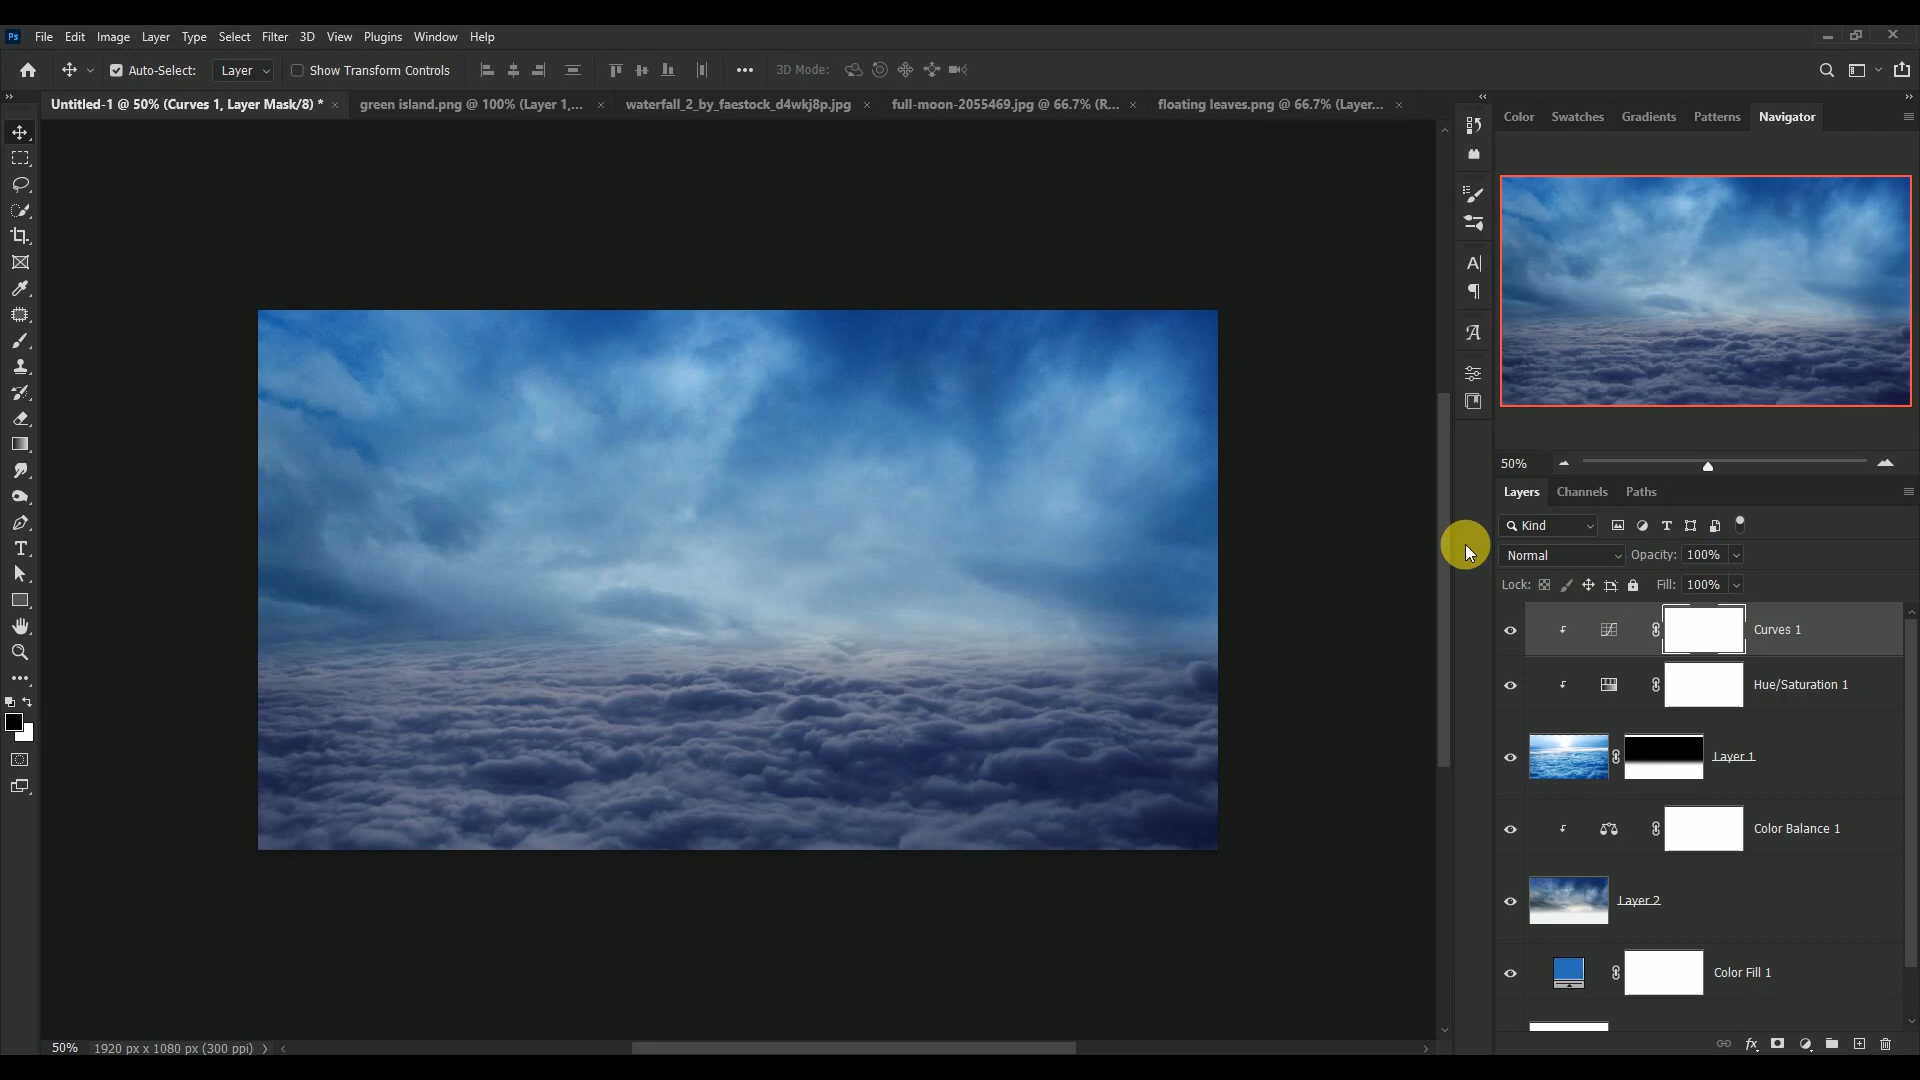 Ps File Edit Image Layer Type Select Filter 3D View Plugins Window Help
Auto-Select: Layer Show Transform Controls 3D Mode:
Untitled-1 @ 50% (Curves 1, Layer Mask/8) * green island.png @ 100% (Layer 1,... waterfall_2_by_faestock_d4wkj8p.jpg full-moon-2055469.jpg @ 66.7% (R... floating leaves.png @ 66.7% (Layer...
Color Swatches Gradients Patterns Navigator
50%
Layers Channels Paths
Kind
Normal Opacity: 100%
Lock: Fill: 100%
Curves 1
Hue/Saturation 1
Layer 1
Color Balance 1
Layer 2
Color Fill 1
50% 1920 px x 1080 px (300 ppi)
fx